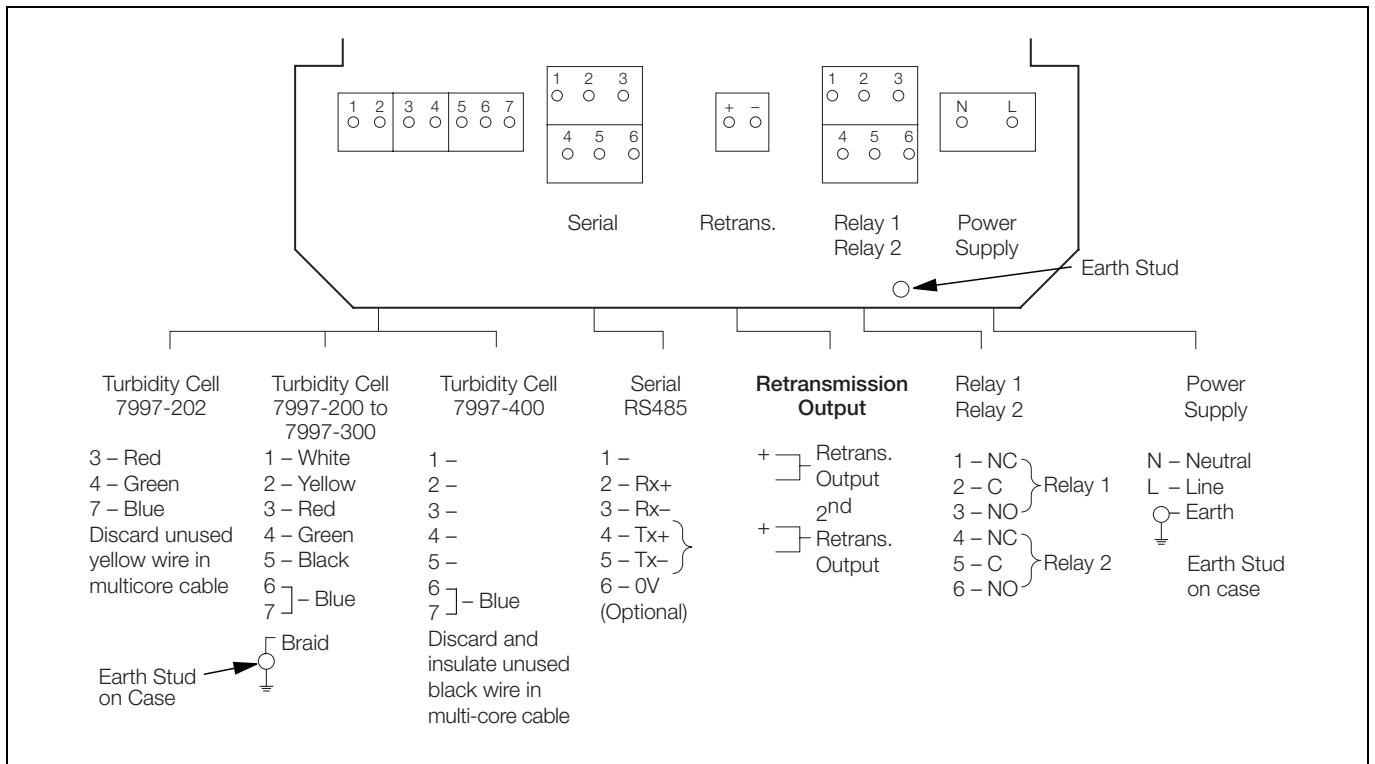 1 2 3 4 5 6 7
1 2 3
4 5 6
+ –
1 2 3
4 5 6
N L
Serial
Retrans.
Relay 1
Relay 2
Power
Supply
Earth Stud
Turbidity Cell
7997-202
3 – Red
4 – Green
7 – Blue
Discard unused
yellow wire in
multicore cable
Turbidity Cell
7997-200 to
7997-300
1 – White
2 – Yellow
3 – Red
4 – Green
5 – Black
6
7
– Blue
Braid
Earth Stud
on Case
Turbidity Cell
7997-400
1 –
2 –
3 –
4 –
5 –
6
7
– Blue
Discard and
insulate unused
black wire in
multi-core cable
Serial
RS485
1 –
2 – Rx+
3 – Rx–
4 – Tx+
5 – Tx–
6 – 0V
(Optional)
Retransmission
Output
+
Retrans.
Output
2nd
+
Retrans.
Output
Relay 1
Relay 2
1 – NC
2 – C
3 – NO
Relay 1
4 – NC
5 – C
6 – NO
Relay 2
Power
Supply
N – Neutral
L – Line
– Earth
Earth Stud
on case